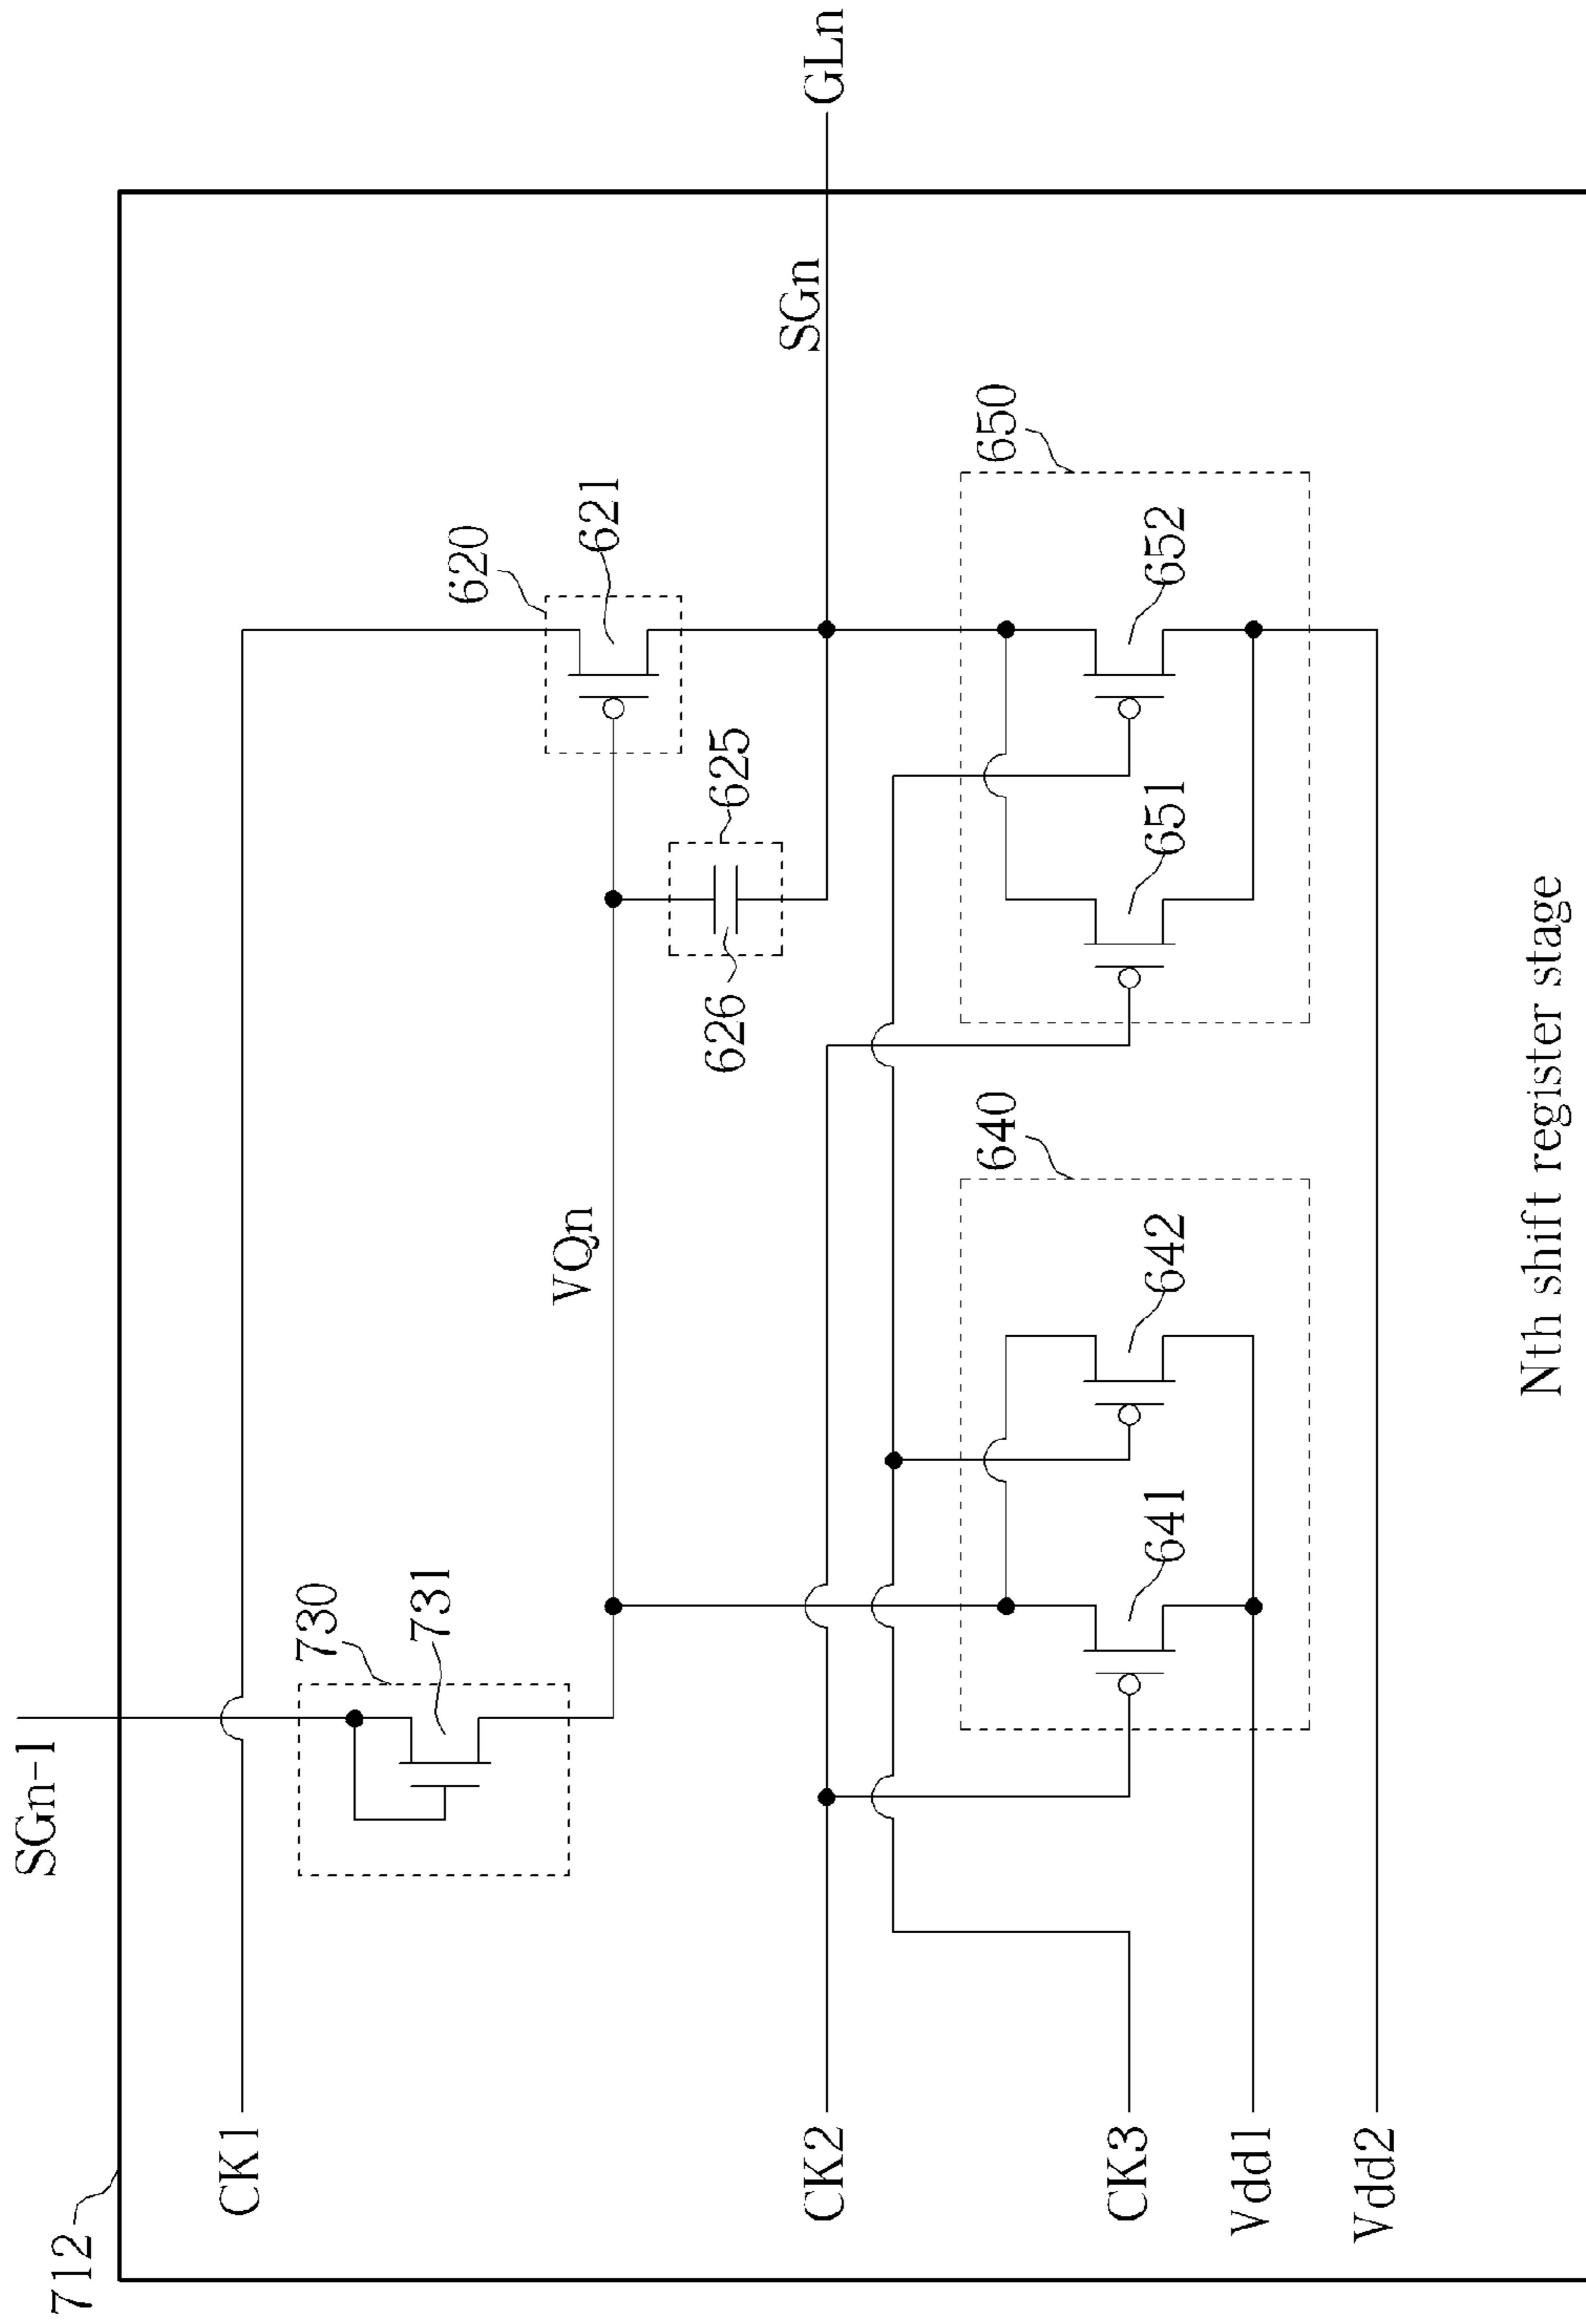 712
SGn-1
CK1
730
731
VQn
620
621
625
626
SGn
GLn
CK2
640
641
642
650
651
652
CK3
Vdd1
Vdd2
Nth shift register stage